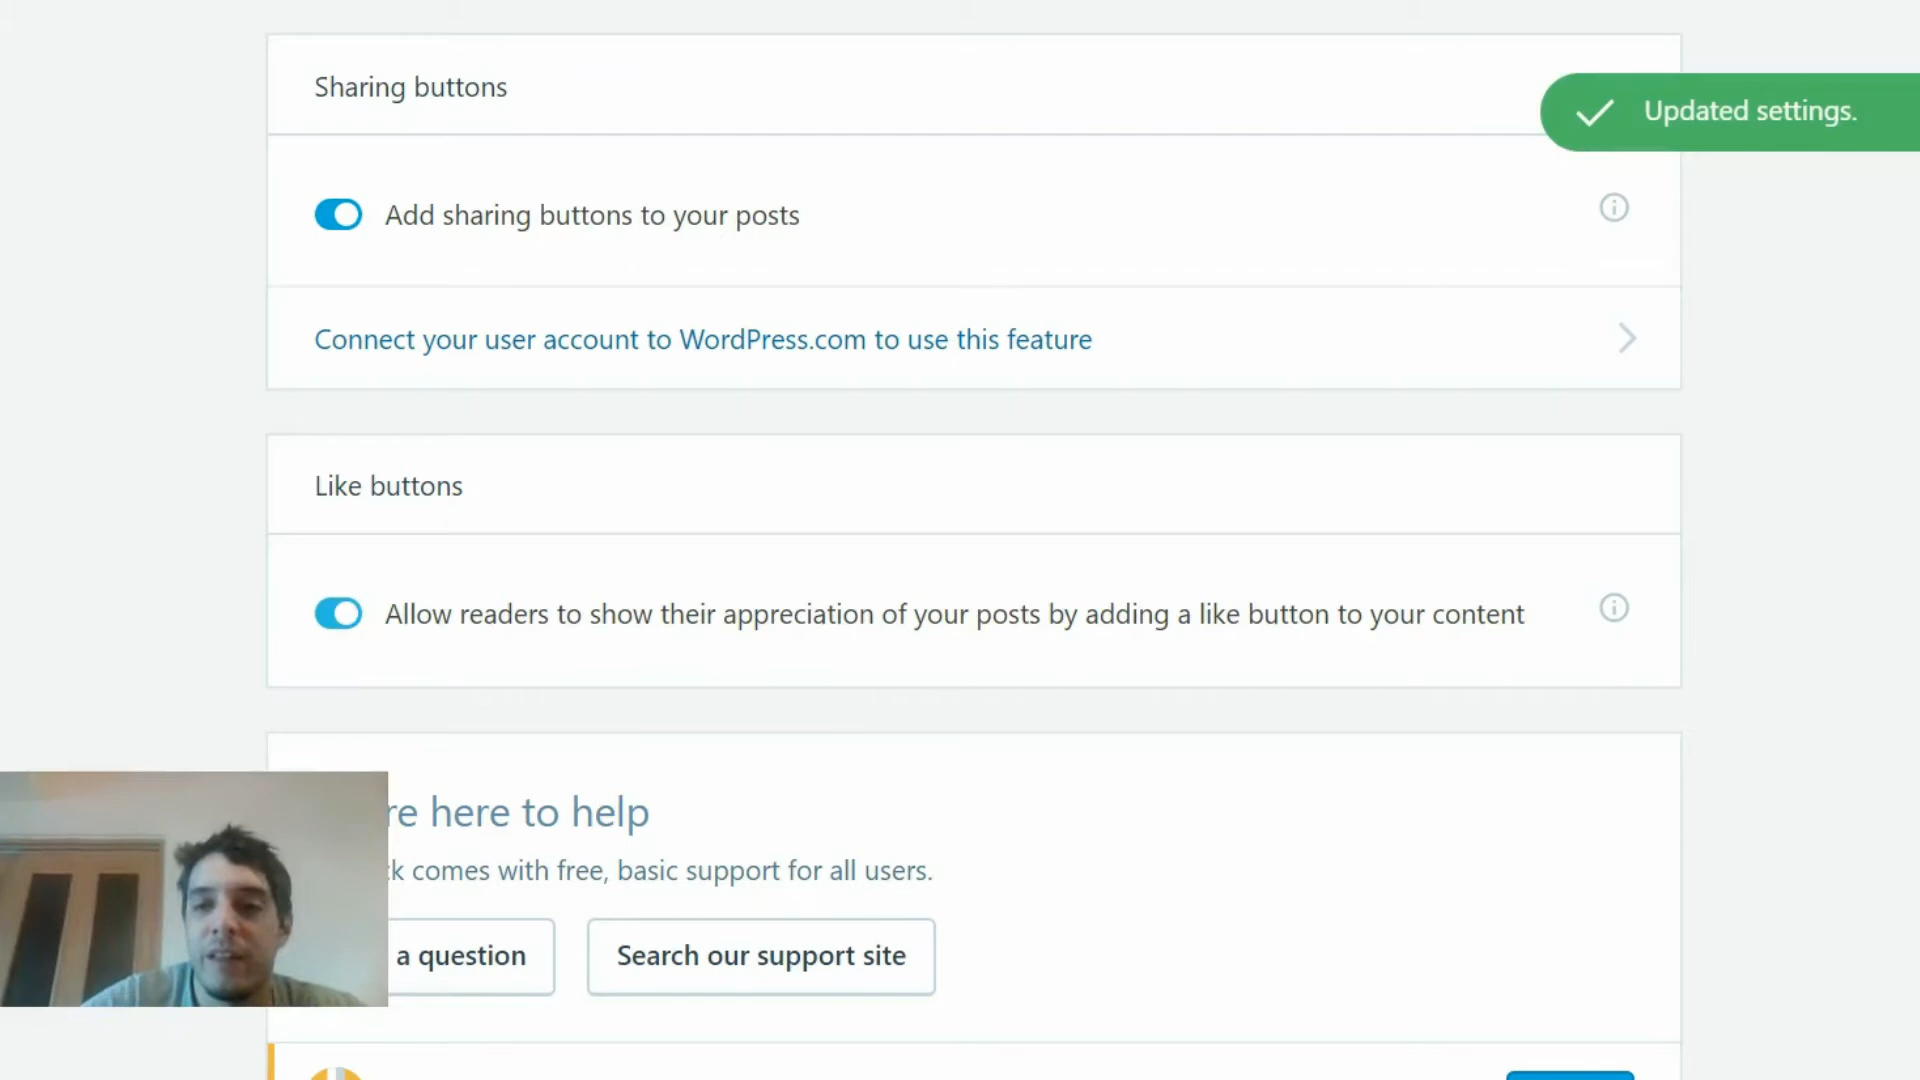 Sharing buttons
Updated settings.
Add sharing buttons to your posts
Connect your user account to WordPress.com to use this feature
Like buttons
Allow readers to show their appreciation of your posts by adding a like button to your content
re here to help
k comes with free, basic support for all users.
a question
Search our support site